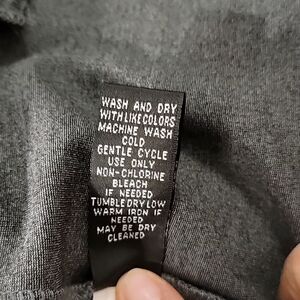 WASH AND DRY
WITH LIKE COLORS
MACHINE WASH
COLD
GENTLE CYCLE
USE ONLY
NON-CHLORINE
BLEACH
IF NEEDED
TUMBLE DRY LOW
WARM IRON IF
NEEDED
MAY BE DRY
CLEANED